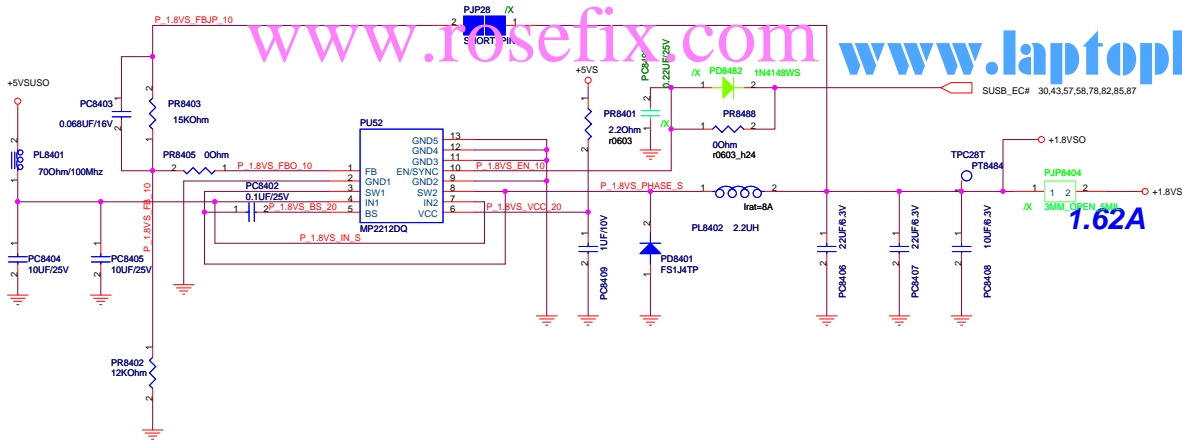 PJP28
/X
P_1.8VS_FBJP_10
2
1
SHORT_PIN
www.rosefix.com
www.laptop
+5VSUSO
PC8403
0.068UF/16V
PR8403
15KOhm
PU52
+5VS
0.22UF/25V
/X
PD8482
1N4148WS
SUSB_EC# 30,43,57,58,78,82,85,87
PR8401
2.2Ohm
r0603
/X
PR8488
0Ohm
r0603_h24
PL8401
70Ohm/100Mhz
PR8405
0Ohm
P_1.8VS_FBO_10
P_1.8VS_FB_10
1 FB
2 GND1
3 SW1
4 IN1
5 BS
GND5 13
GND4 12
GND3 11
EN/SYNC 10
GND2 9
SW2 8
IN2 7
VCC 6
MP2212DQ
P_1.8VS_EN_10
P_1.8VS_PHASE_S
P_1.8VS_VCC_20
PC8402
0.1UF/25V
P_1.8VS_BS_20
P_1.8VS_IN_S
Irat=8A
PL8402 2.2UH
+1.8VSO
TPC28T
PT8484
PJP8404
1 2
+1.8VS
/X
3MM_OPEN_5MIL
1.62A
PC8404
10UF/25V
PC8405
10UF/25V
1UF/10V
PC8409
PD8401
FS1J4TP
22UF/6.3V
PC8406
22UF/6.3V
PC8407
10UF/6.3V
PC8408
PR8402
12KOhm